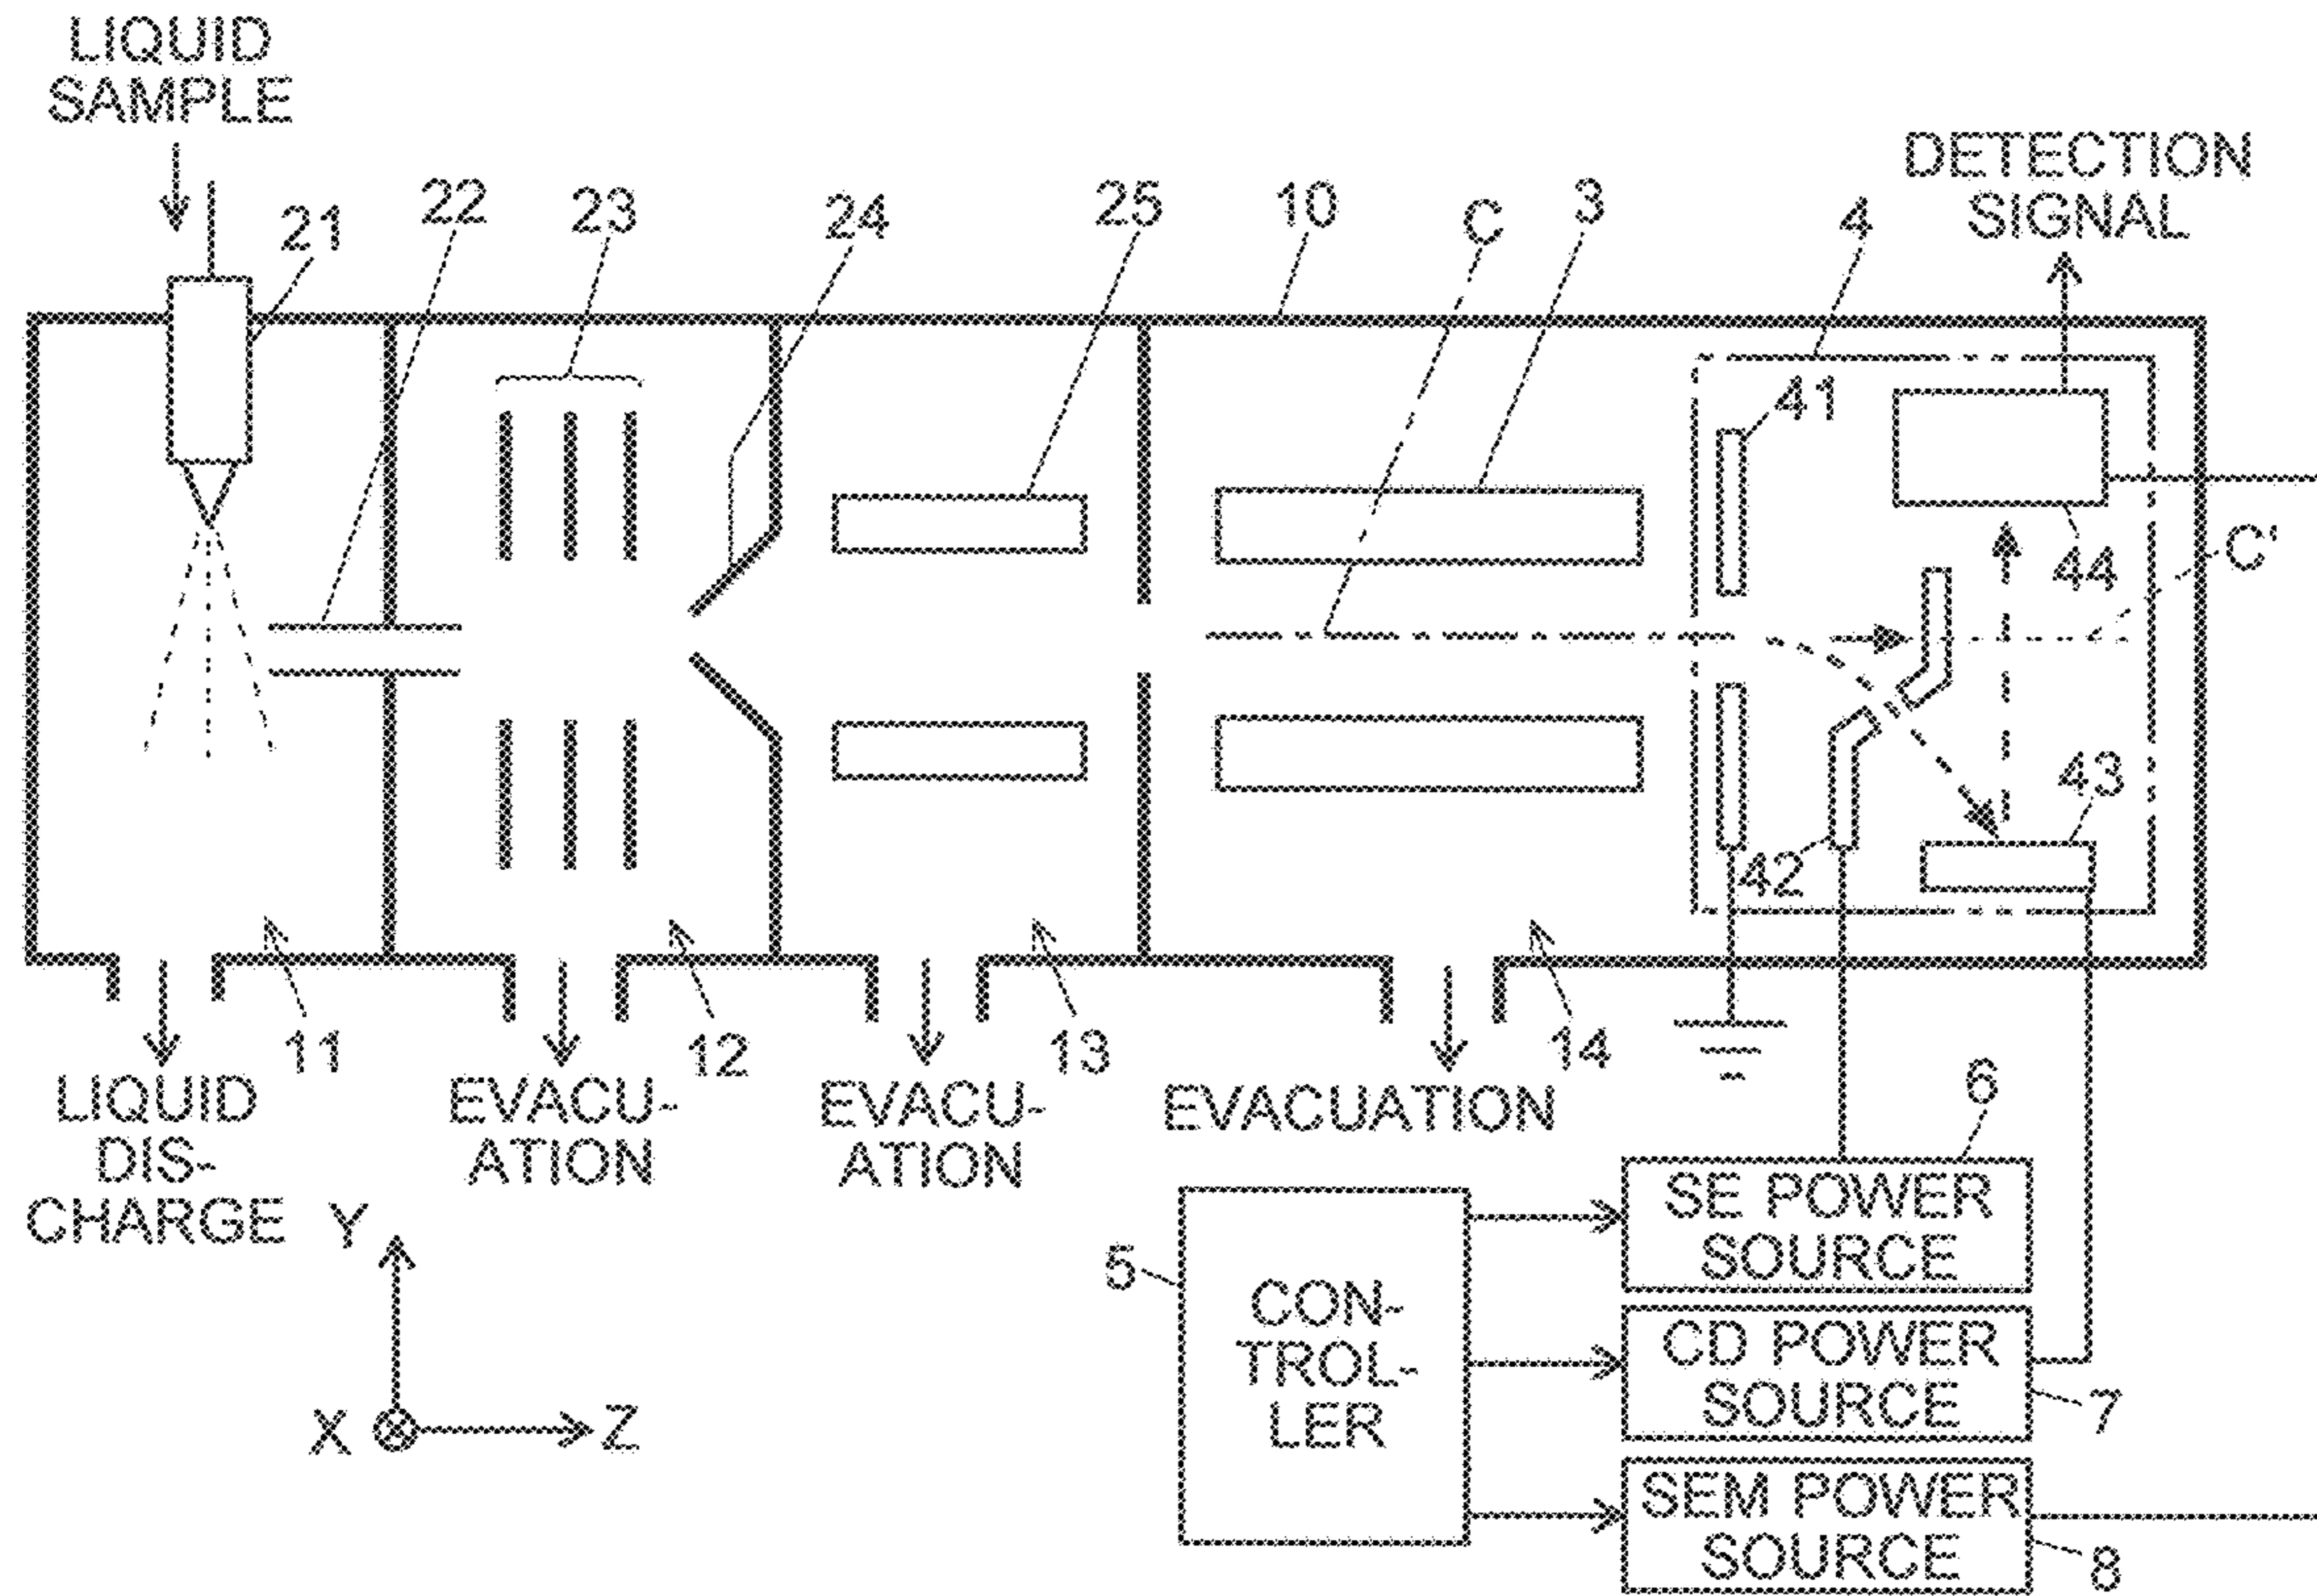 LIQUID
SAMPLE
DETECTION
SIGNAL
21
22
23
24
25
10
C
3
4
41
C'
44
43
42
11
12
13
14
LIQUID
DIS-
CHARGE
EVACU-
ATION
EVACU-
ATION
EVACUATION
6
SE POWER
SOURCE
5
CON-
TROL-
LER
CD POWER
SOURCE
7
SEM POWER
SOURCE
8
Y
X
Z